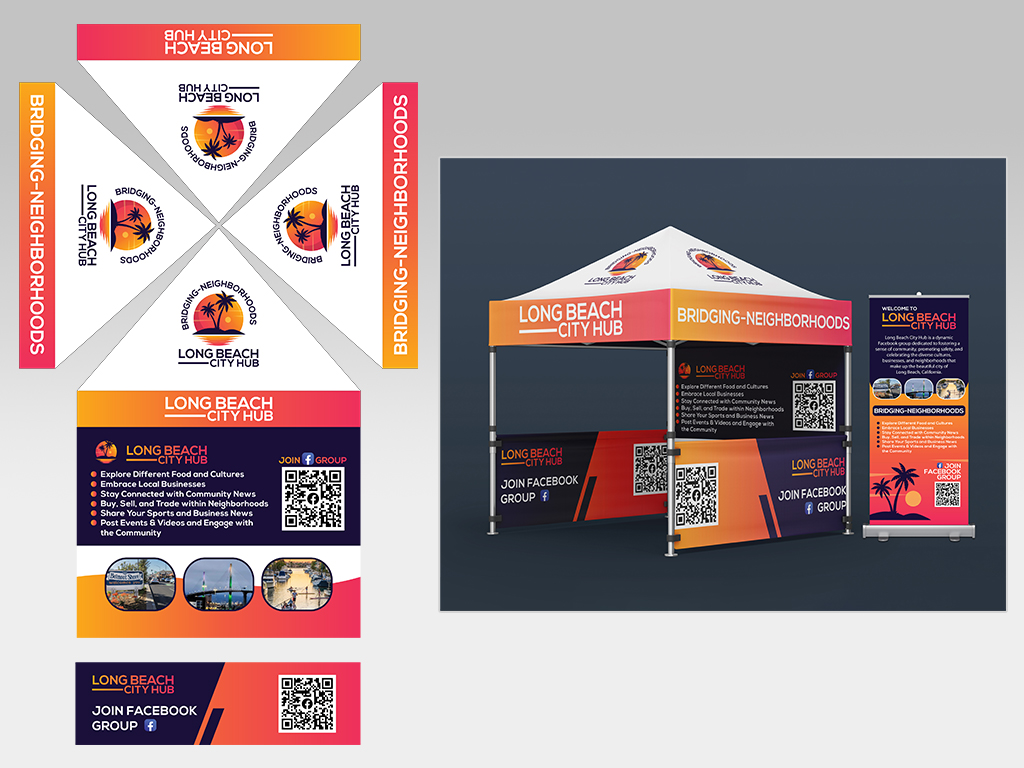 LONG BEACH
CITY HUB
LONG BEACH
CITY HUB
BRIDGING-NEIGHBORHOODS
BRIDGING-NEIGHBORHOODS
LONG BEACH
CITY HUB
BRIDGING-NEIGHBORHOODS
BRIDGING-NEIGHBORHOODS
LONG BEACH
CITY HUB
BRIDGING-NEIGHBORHOODS
BRIDGING-NEIGHBORHOODS
LONG BEACH
CITY HUB
LONG BEACH
CITY HUB
LONG BEACH
CITY HUB
JOIN GROUP
Explore Different Food and Cultures
Embrace Local Businesses
Stay Connected with Community News
Buy, Sell, and Trade within Neighborhoods
Share Your Sports and Business News
Post Events & Videos and Engage with
the Community
LONG BEACH
CITY HUB
JOIN FACEBOOK
GROUP
LONG BEACH
CITY HUB
LONG BEACH
CITY HUB
LONG BEACH
CITY HUB
BRIDGING-NEIGHBORHOODS
LONG BEACH
CITY HUB
JOIN GROUP
Explore Different Food and Cultures
Embrace Local Businesses
Stay Connected with Community News
Buy, Sell, and Trade within Neighborhoods
Share Your Sports and Business News
Post Events & Videos and Engage with
the Community
LONG BEACH
CITY HUB
JOIN FACEBOOK
GROUP
LONG BEACH
CITY HUB
JOIN FACEBOOK
GROUP
WELCOME TO
LONG BEACH
CITY HUB
Long Beach City Hub is a dynamic
Facebook group dedicated to fostering a
sense of community, promoting safety, and
celebrating the diverse cultures,
businesses, and neighborhoods that
make up the beautiful city of
Long Beach, California.
BRIDGING-NEIGHBORHOODS
Explore Different Food and Cultures
Embrace Local Businesses
Stay Connected with Community News
Buy, Sell, and Trade within Neighborhoods
Share Your Sports and Business News
Post Events & Videos and Engage with
the Community
JOIN
FACEBOOK
GROUP